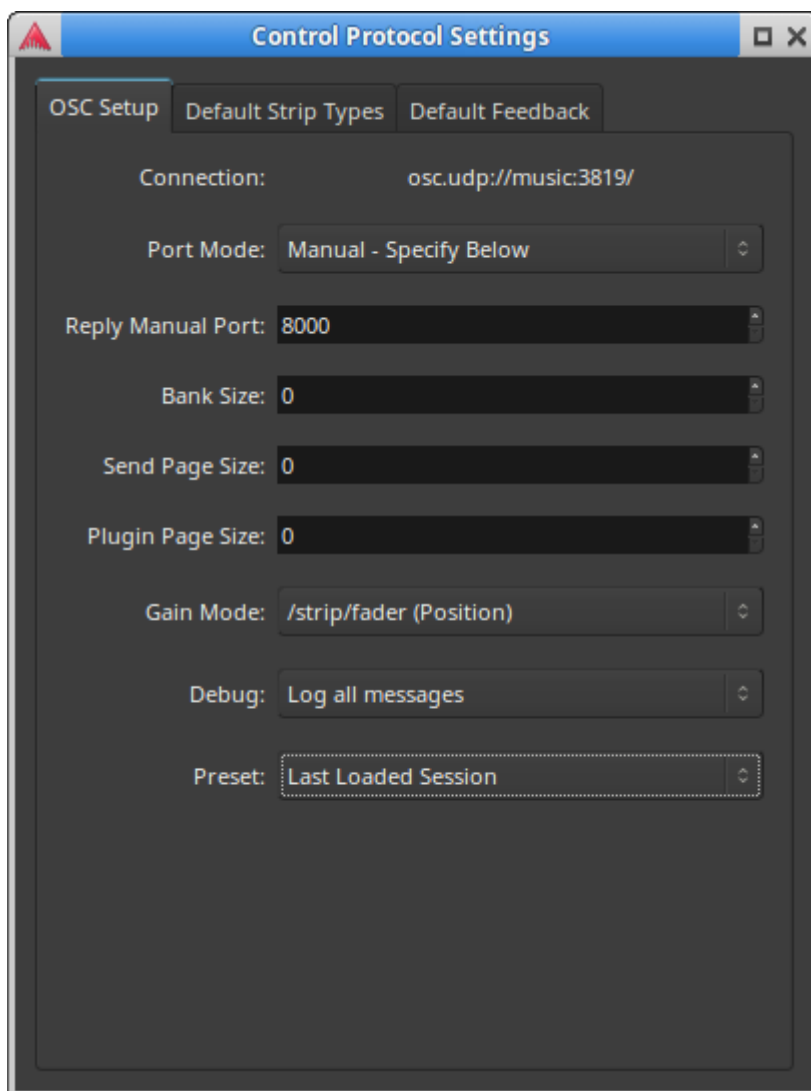 Control Protocol Settings
OSC Setup Default Strip Types Default Feedback
Connection: osc.udp://music:3819/
Port Mode: Manual - Specify Below
Reply Manual Port: 8000
Bank Size: 0
Send Page Size: 0
Plugin Page Size: 0
Gain Mode: /strip/fader (Position)
Debug: Log all messages
Preset: Last Loaded Session